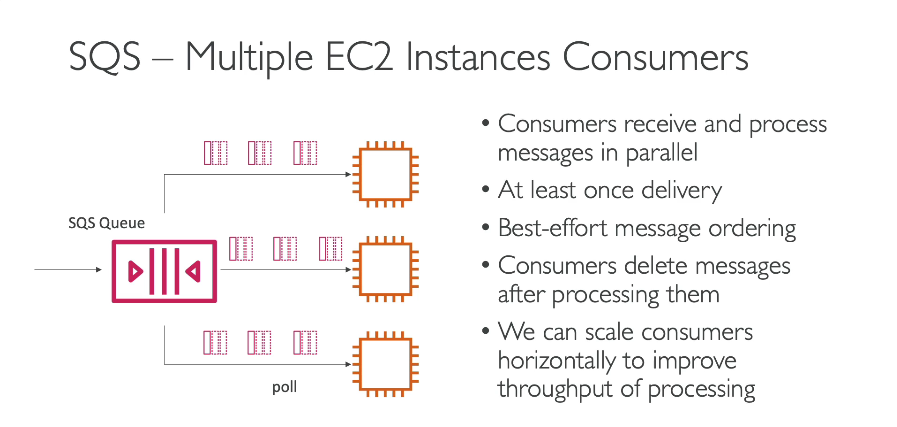 SQS – Multiple EC2 Instances Consumers
SQS Queue
poll
• Consumers receive and process
messages in parallel
• At least once delivery
• Best-effort message ordering
• Consumers delete messages
after processing them
• We can scale consumers
horizontally to improve
throughput of processing